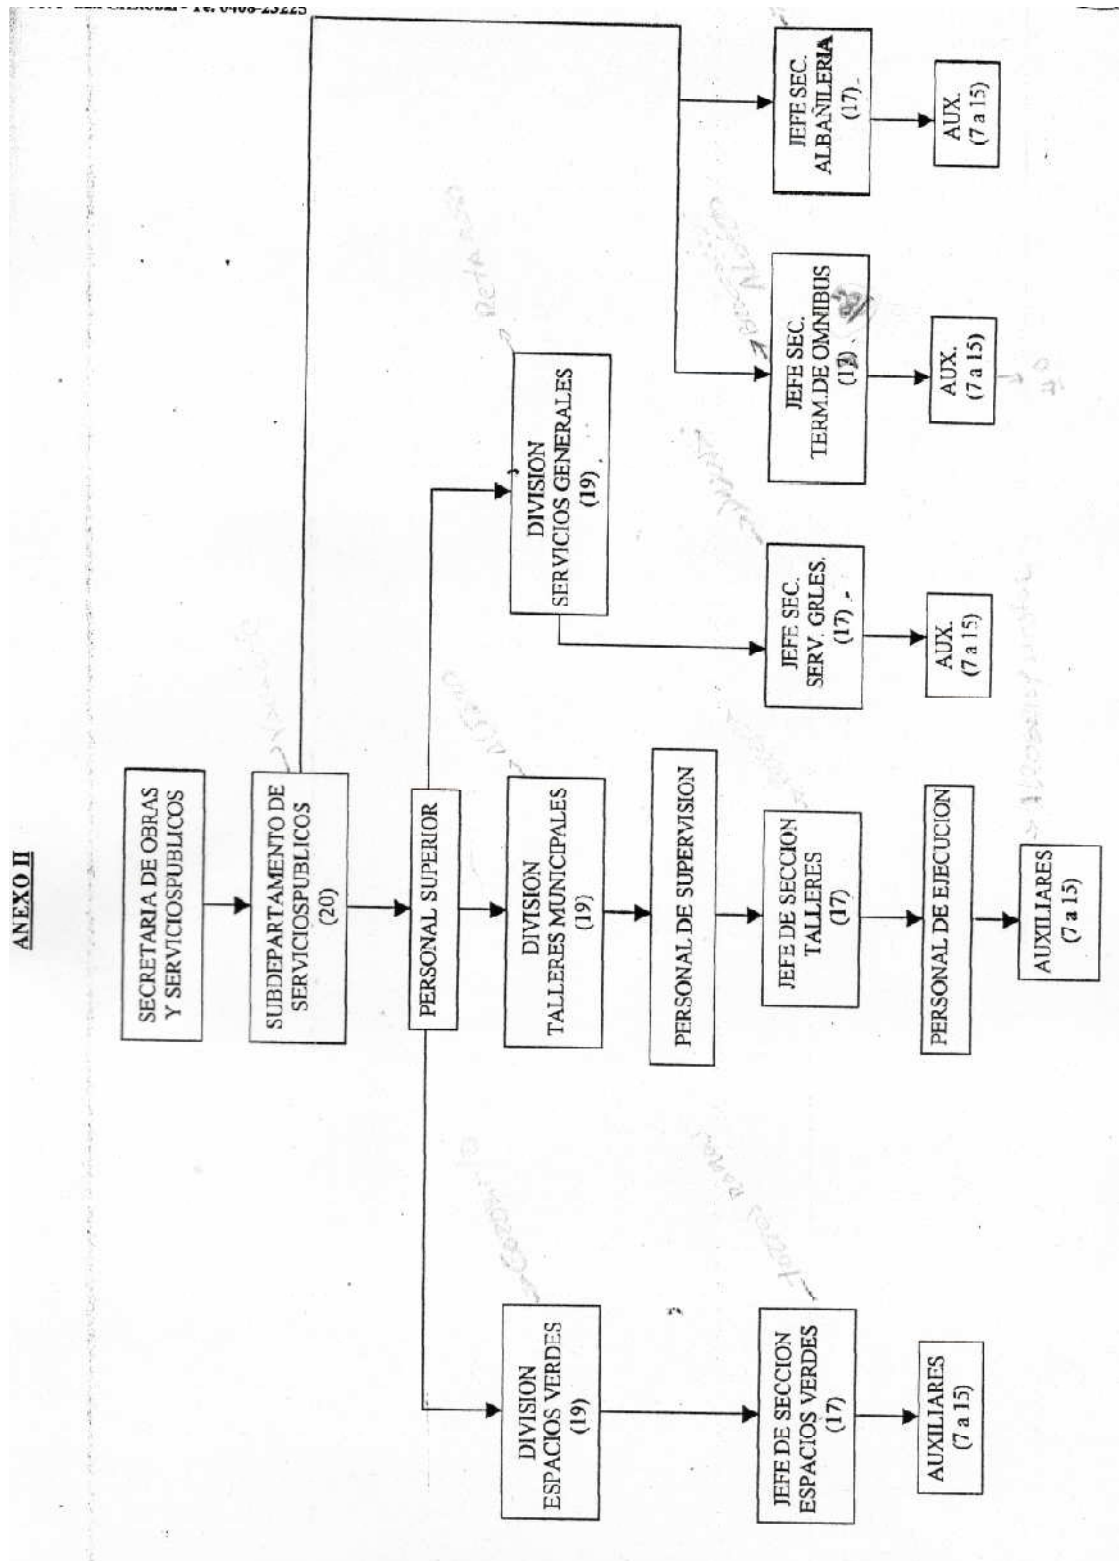 ANEXO II
SECRETARIA DE OBRAS
Y SERVICIOSPUBLICOS
SUBDEPARTAMENTO DE
SERVICIOSPUBLICOS
(20)
PERSONAL SUPERIOR
DIVISION
ESPACIOS VERDES
(19)
DIVISION
TALLERES MUNICIPALES
(19)
DIVISION
SERVICIOS GENERALES
(19)
PERSONAL DE SUPERVISION
JEFE DE SECCION
ESPACIOS VERDES
(17)
JEFE DE SECCION
TALLERES
(17)
JEFE SEC.
SERV. GRLES.
(17)
JEFE SEC.
TERM.DE OMNIBUS
JEFE SEC.
ALBAÑILERIA
(17)
PERSONAL DE EJECUCION
AUXILIARES
(7 a 15)
AUXILIARES
(7 a 15)
AUX.
(7 a 15)
AUX.
(7 a 15)
AUX.
(7 a 15)